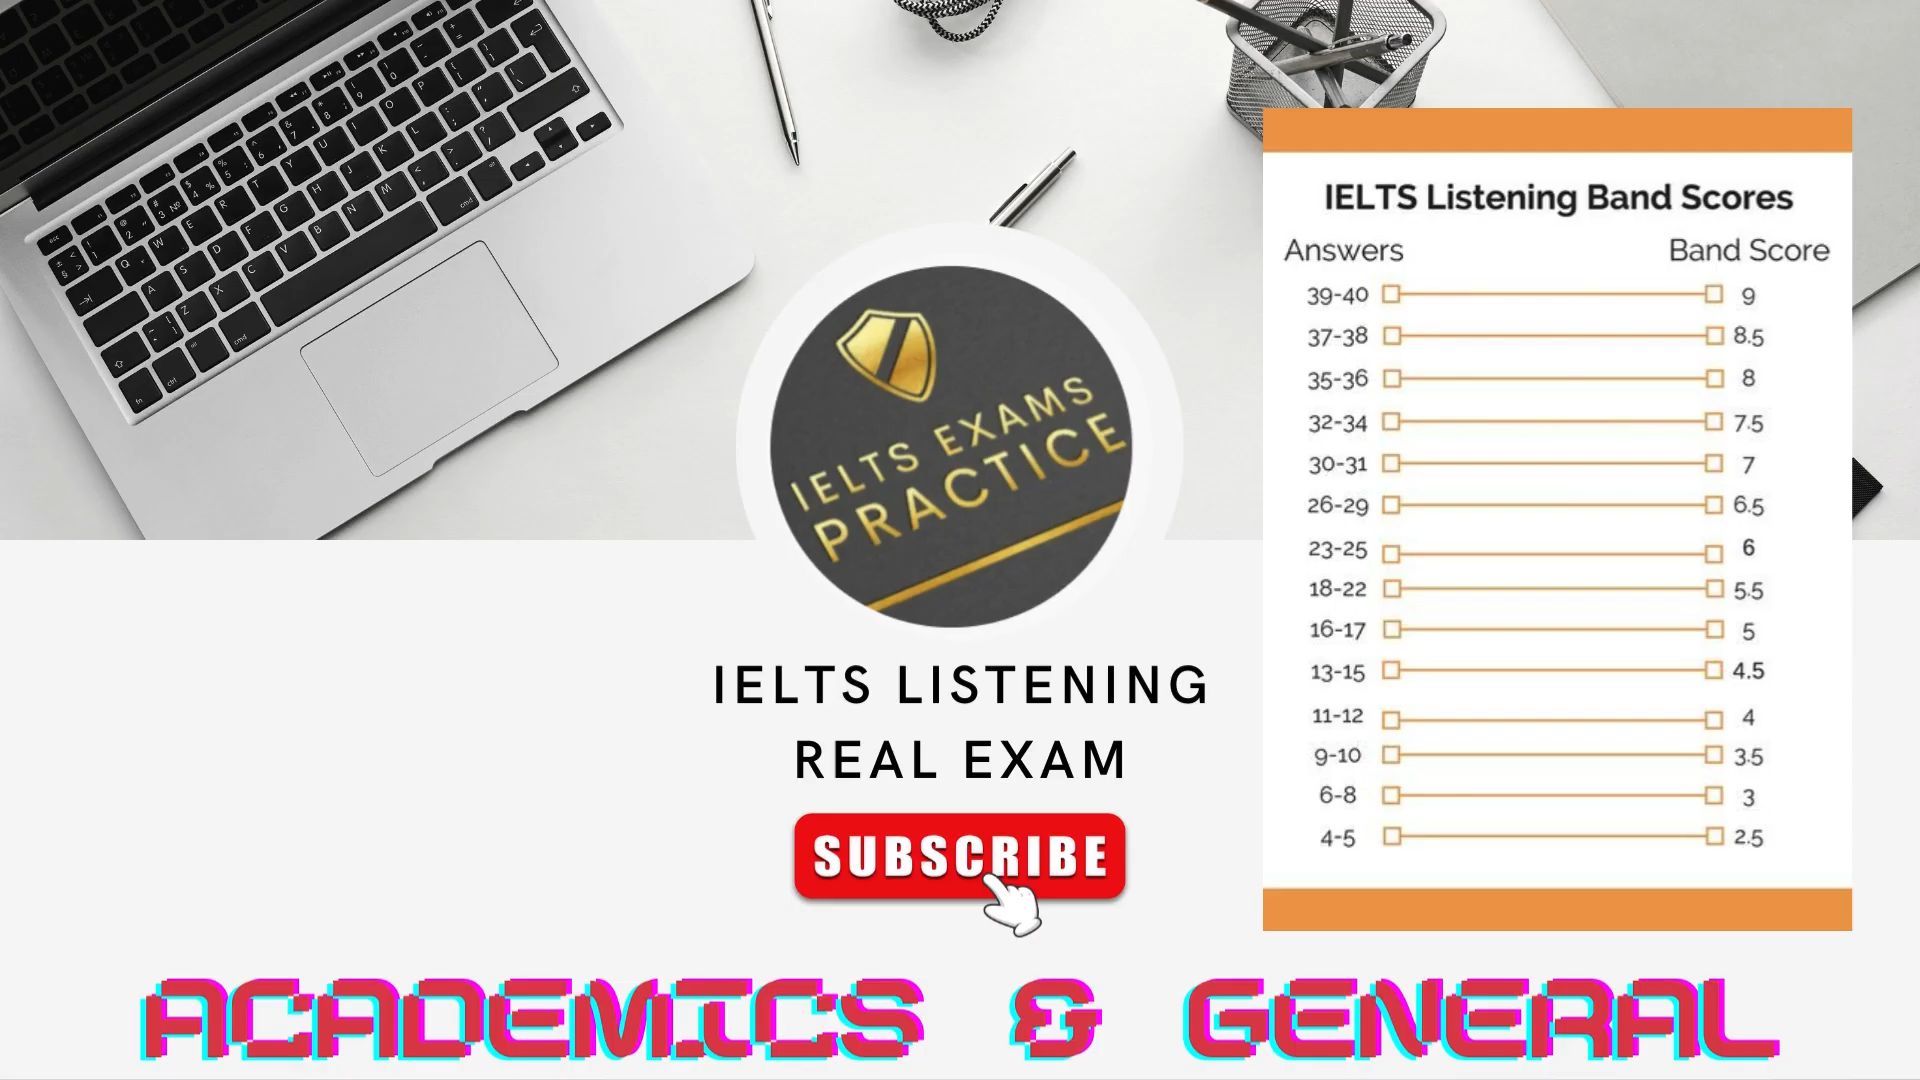 IELTS EXAMS
PRACTICE
IELTS LISTENING
REAL EXAM
SUBSCRIBE
IELTS Listening Band Scores
Answers Band Score
39-40 9
37-38 8.5
35-36 8
32-34 7.5
30-31 7
26-29 6.5
23-25 6
18-22 5.5
16-17 5
13-15 4.5
11-12 4
9-10 3.5
6-8 3
4-5 2.5
ACADEMICS & GENERAL